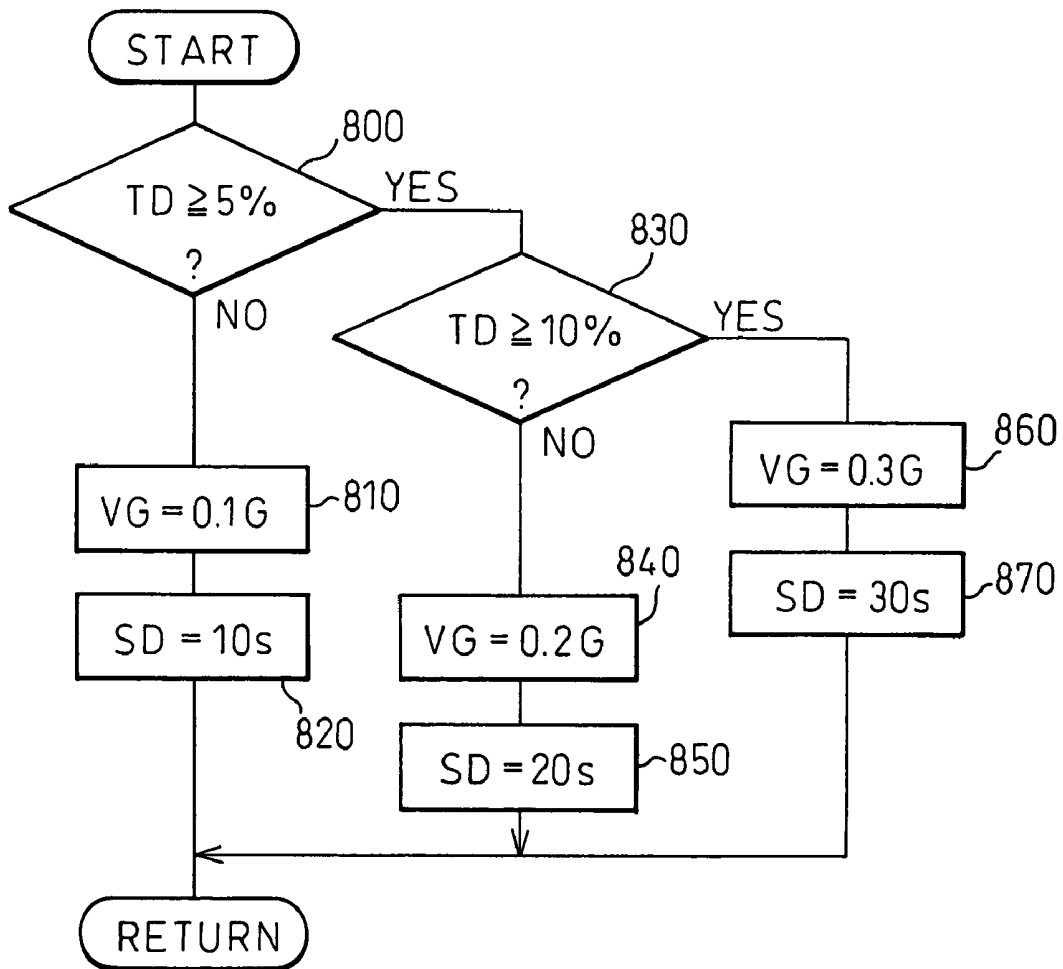 START
800
TD ≧ 5%
?
YES
NO
830
TD ≧ 10%
?
YES
NO
VG = 0.1G
810
SD = 10s
820
840
VG = 0.2G
SD = 20s
850
860
VG = 0.3G
SD = 30s
870
RETURN